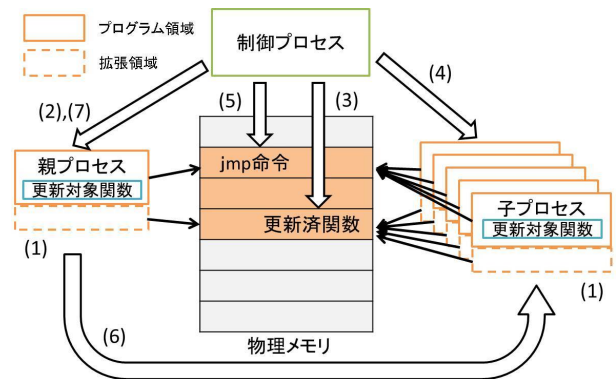 プログラム領域
拡張領域
制御プロセス
(2),(7)
(5)
(3)
(4)
親プロセス
更新対象関数
jmp命令
更新済関数
子プロセス
更新対象関数
(1)
(1)
(6)
物理メモリ